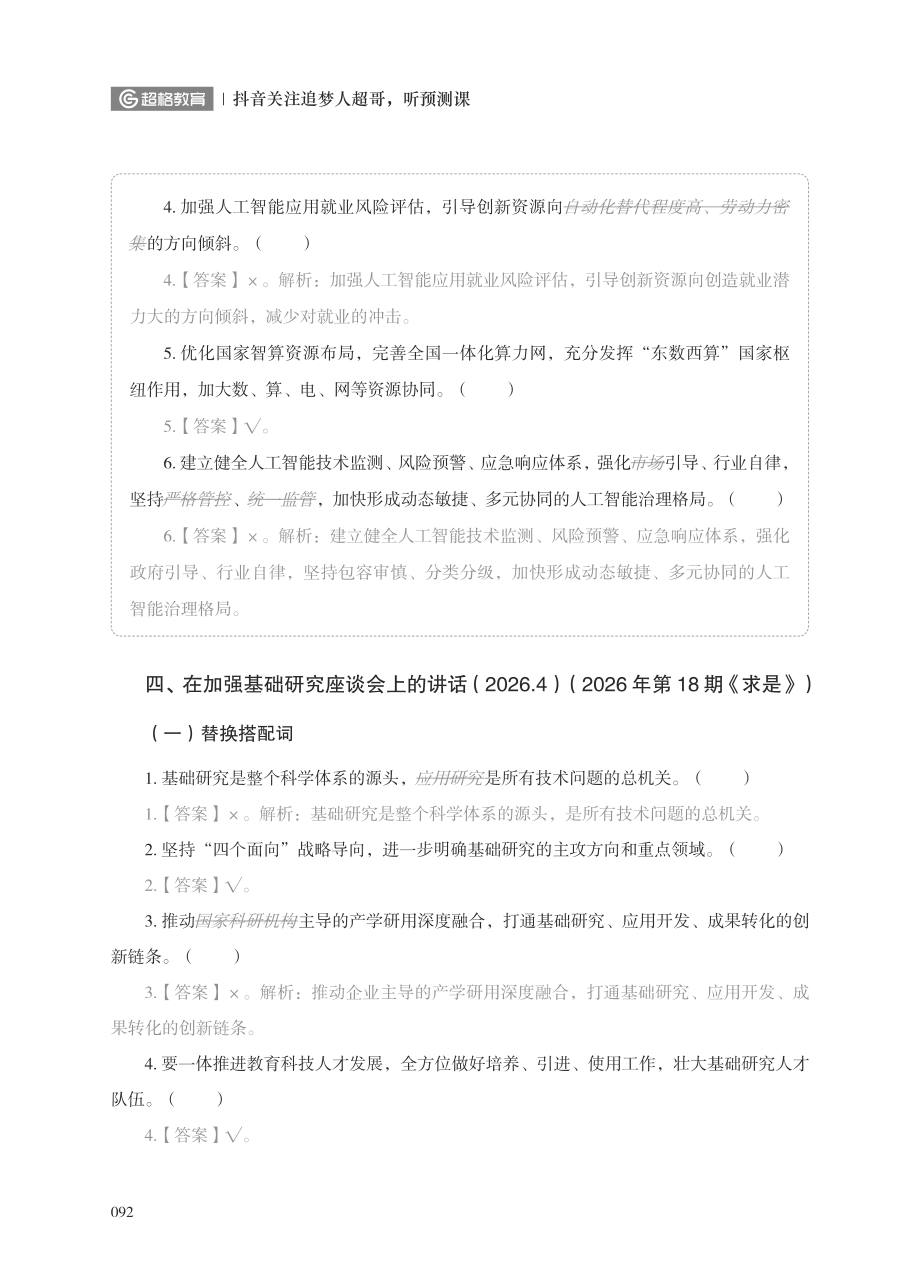 超格教育 | 抖音关注追梦人超哥，听预测课
4. 加强人工智能应用就业风险评估，引导创新资源向自动化替代程度高、劳动力密
集的方向倾斜。（　　）
4.【答案】×。解析：加强人工智能应用就业风险评估，引导创新资源向创造就业潜
力大的方向倾斜，减少对就业的冲击。
5. 优化国家智算资源布局，完善全国一体化算力网，充分发挥“东数西算”国家枢
纽作用，加大数、算、电、网等资源协同。（　　）
5.【答案】√。
6. 建立健全人工智能技术监测、风险预警、应急响应体系，强化市场引导、行业自律，
坚持严格管控、统一监管，加快形成动态敏捷、多元协同的人工智能治理格局。（　　）
6.【答案】×。解析：建立健全人工智能技术监测、风险预警、应急响应体系，强化
政府引导、行业自律，坚持包容审慎、分类分级，加快形成动态敏捷、多元协同的人工
智能治理格局。
四、在加强基础研究座谈会上的讲话（2026.4）（2026 年第 18 期《求是》）
（一）替换搭配词
1. 基础研究是整个科学体系的源头，应用研究是所有技术问题的总机关。（　　）
1.【答案】×。解析：基础研究是整个科学体系的源头，是所有技术问题的总机关。
2. 坚持“四个面向”战略导向，进一步明确基础研究的主攻方向和重点领域。（　　）
2.【答案】√。
3. 推动国家科研机构主导的产学研用深度融合，打通基础研究、应用开发、成果转化的创
新链条。（　　）
3.【答案】×。解析：推动企业主导的产学研用深度融合，打通基础研究、应用开发、成
果转化的创新链条。
4. 要一体推进教育科技人才发展，全方位做好培养、引进、使用工作，壮大基础研究人才
队伍。（　　）
4.【答案】√。
092